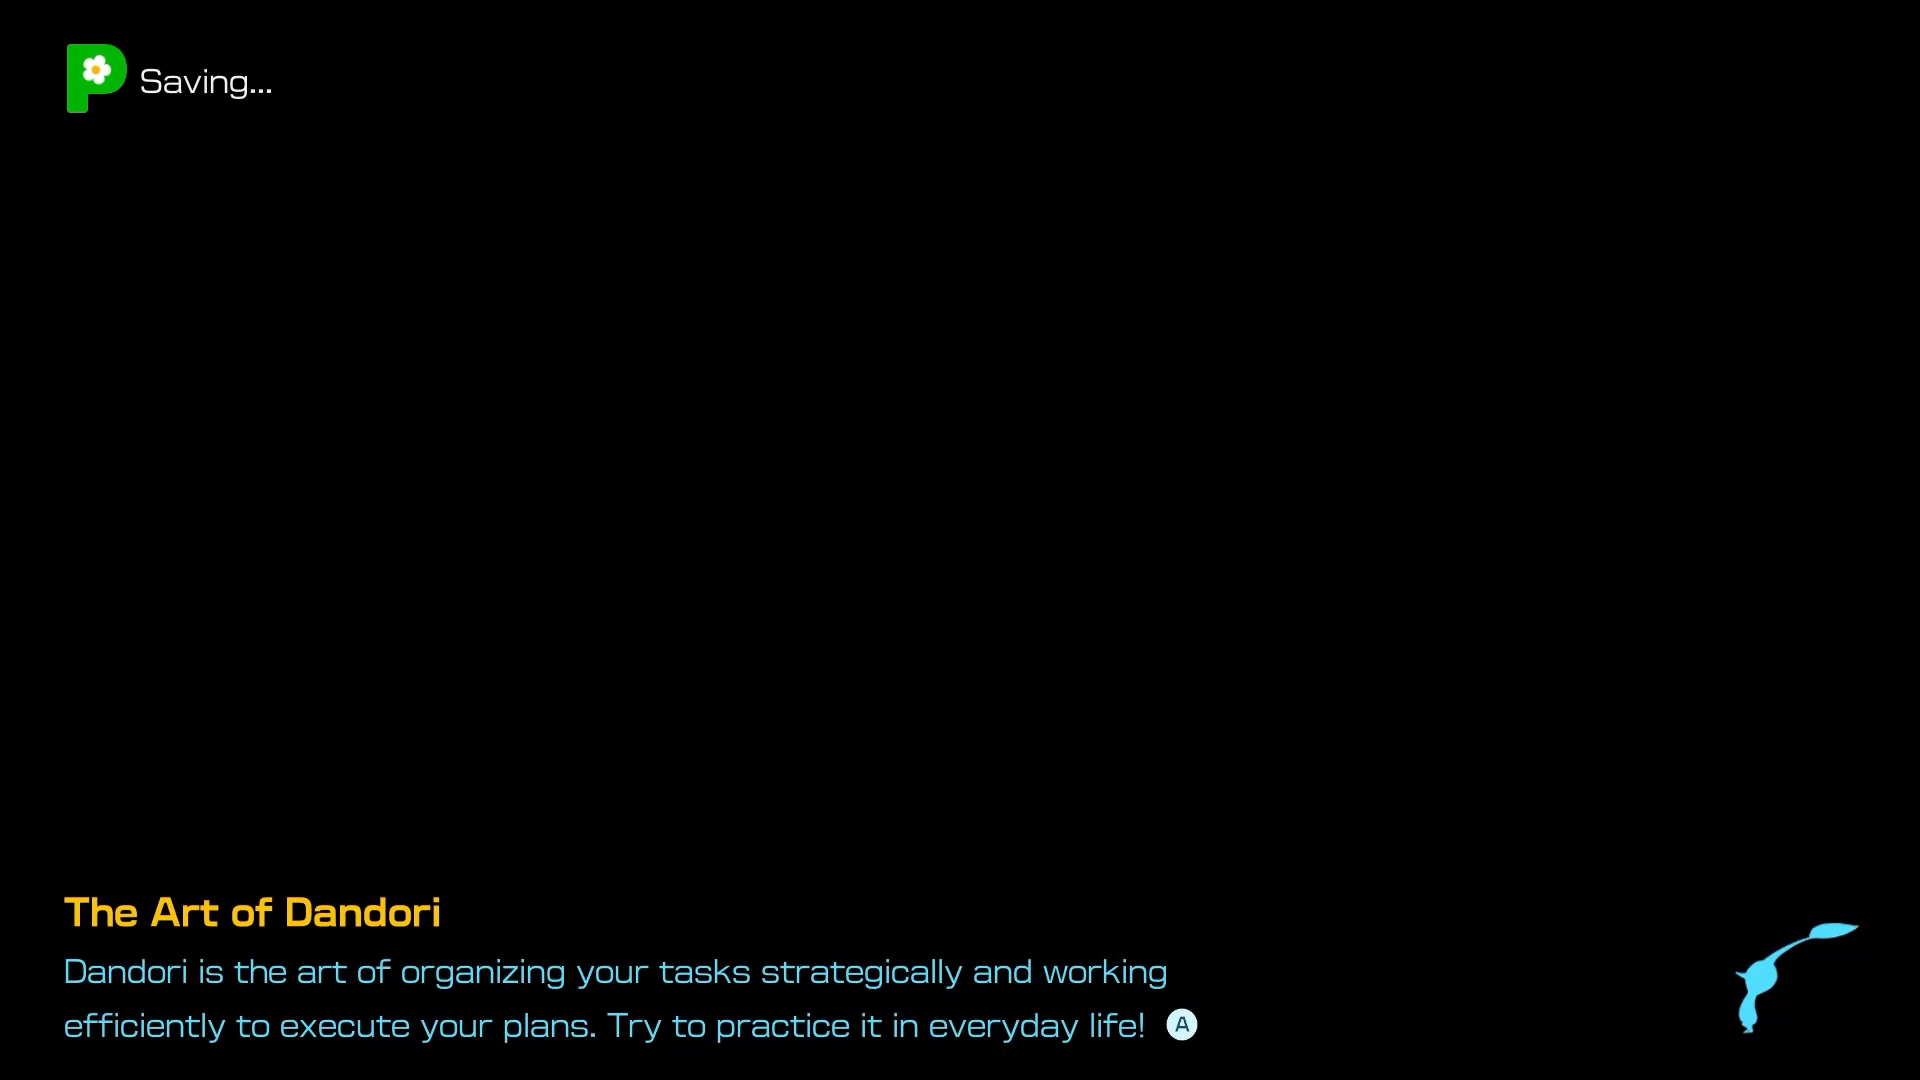 P Saving...
The Art of Dandori
Dandori is the art of organizing your tasks strategically and working
efficiently to execute your plans. Try to practice it in everyday life! A